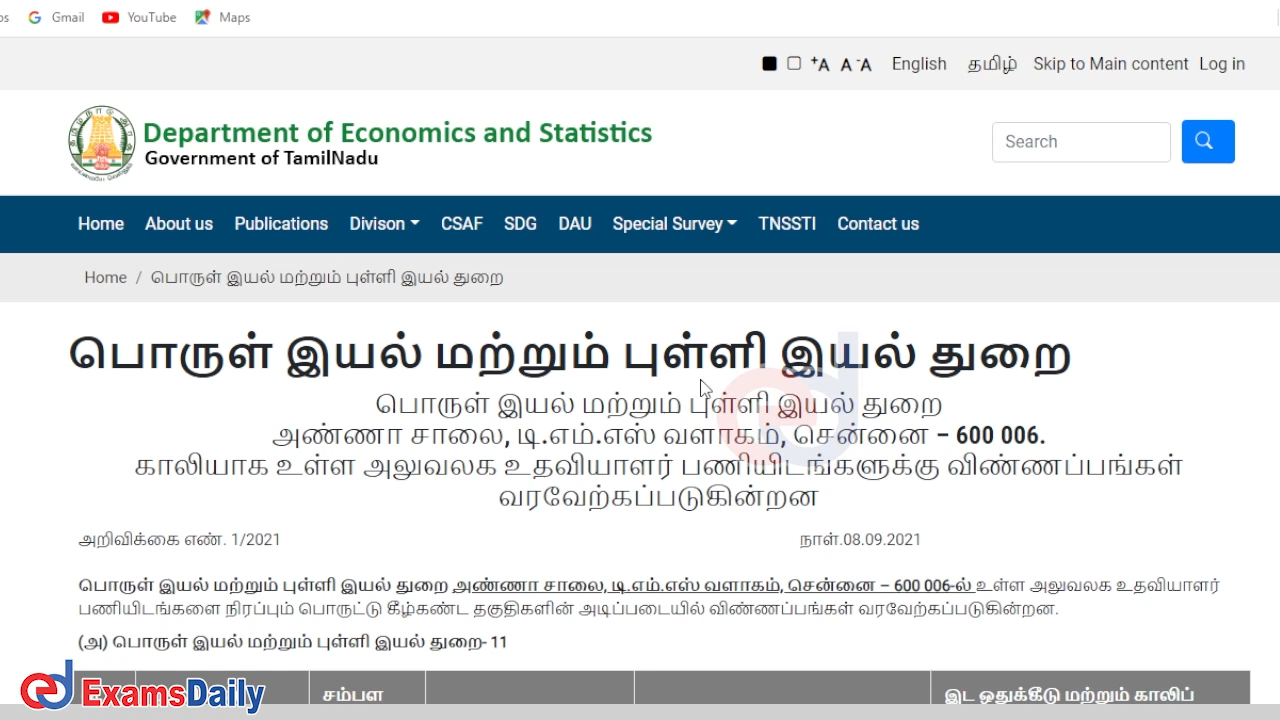 ps Gmail YouTube Maps
+A A -A English தமிழ் Skip to Main content Log in
Department of Economics and Statistics
Government of TamilNadu
Search
Home About us Publications Divison CSAF SDG DAU Special Survey TNSSTI Contact us
Home / பொருள் இயல் மற்றும் புள்ளி இயல் துறை
பொருள் இயல் மற்றும் புள்ளி இயல் துறை
பொருள் இயல் மற்றும் புள்ளி இயல் துறை
அண்ணா சாலை, டி.எம்.எஸ் வளாகம், சென்னை – 600 006.
காலியாக உள்ள அலுவலக உதவியாளர் பணியிடங்களுக்கு விண்ணப்பங்கள்
வரவேற்கப்படுகின்றன
அறிவிக்கை எண். 1/2021 நாள்.08.09.2021
பொருள் இயல் மற்றும் புள்ளி இயல் துறை அண்ணா சாலை, டி.எம்.எஸ் வளாகம், சென்னை – 600 006-ல் உள்ள அலுவலக உதவியாளர்
பணியிடங்களை நிரப்பும் பொருட்டு கீழ்கண்ட தகுதிகளின் அடிப்படையில் விண்ணப்பங்கள் வரவேற்கப்படுகின்றன.
(அ) பொருள் இயல் மற்றும் புள்ளி இயல் துறை- 11
சம்பள இட ஒதுக்கீடு மற்றும் காலிப்
ed ExamsDaily